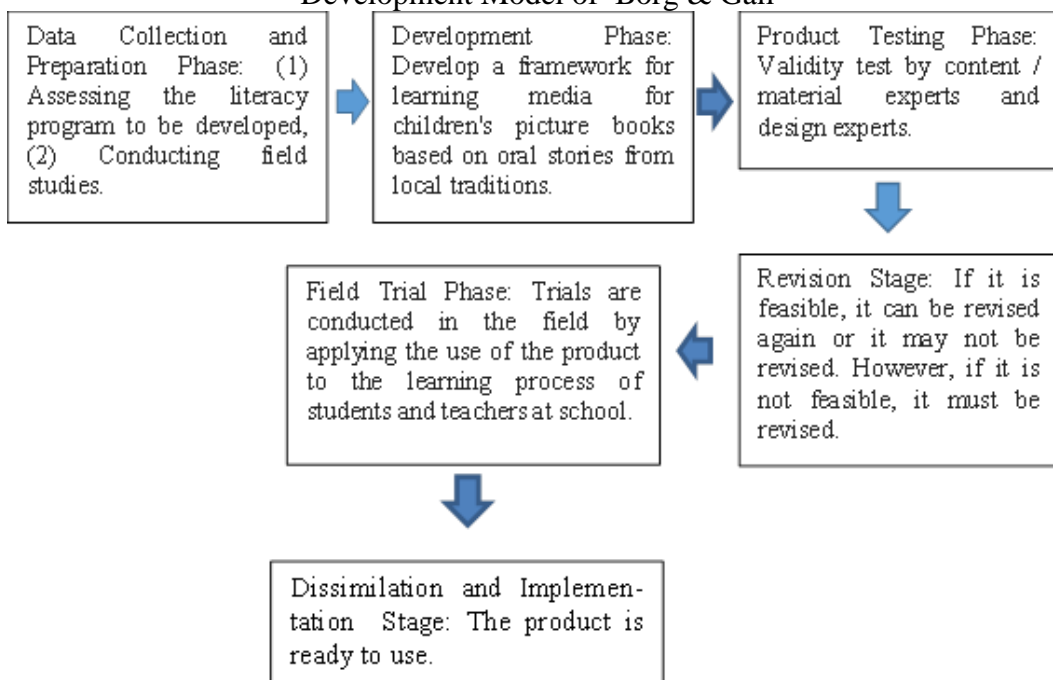 Development Model of Borg & Gall
Data Collection and
Preparation Phase: (1)
Assessing the literacy
program to be developed,
(2) Conducting field
studies.
Development Phase:
Develop a framework for
learning media for
children's picture books
based on oral stories from
local traditions.
Product Testing Phase:
Validity test by content /
material experts and
design experts.
Revision Stage: If it is
feasible, it can be revised
again or it may not be
revised. However, if it is
not feasible, it must be
revised.
Field Trial Phase: Trials are
conducted in the field by
applying the use of the product
to the learning process of
students and teachers at school.
Dissimilation and Implemen-
tation Stage: The product is
ready to use.